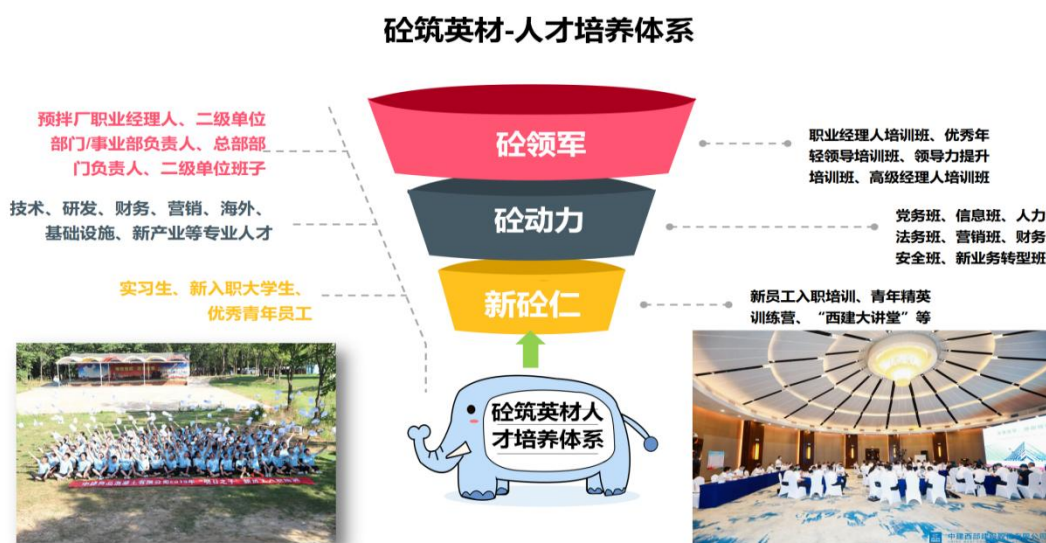 砼筑英材-人才培养体系
预拌厂职业经理人、二级单位
部门/事业部负责人、总部部
门负责人、二级单位班子
砼领军
职业经理人培训班、优秀年
轻领导培训班、领导力提升
培训班、高级经理人培训班
技术、研发、财务、营销、海外、
基础设施、新产业等专业人才
砼动力
党务班、信息班、人力
法务班、营销班、财务
安全班、新业务转型班
实习生、新入职大学生、
优秀青年员工
新砼仁
新员工入职培训、青年精英
训练营、“西建大讲堂”等
砼筑英材人
才培养体系